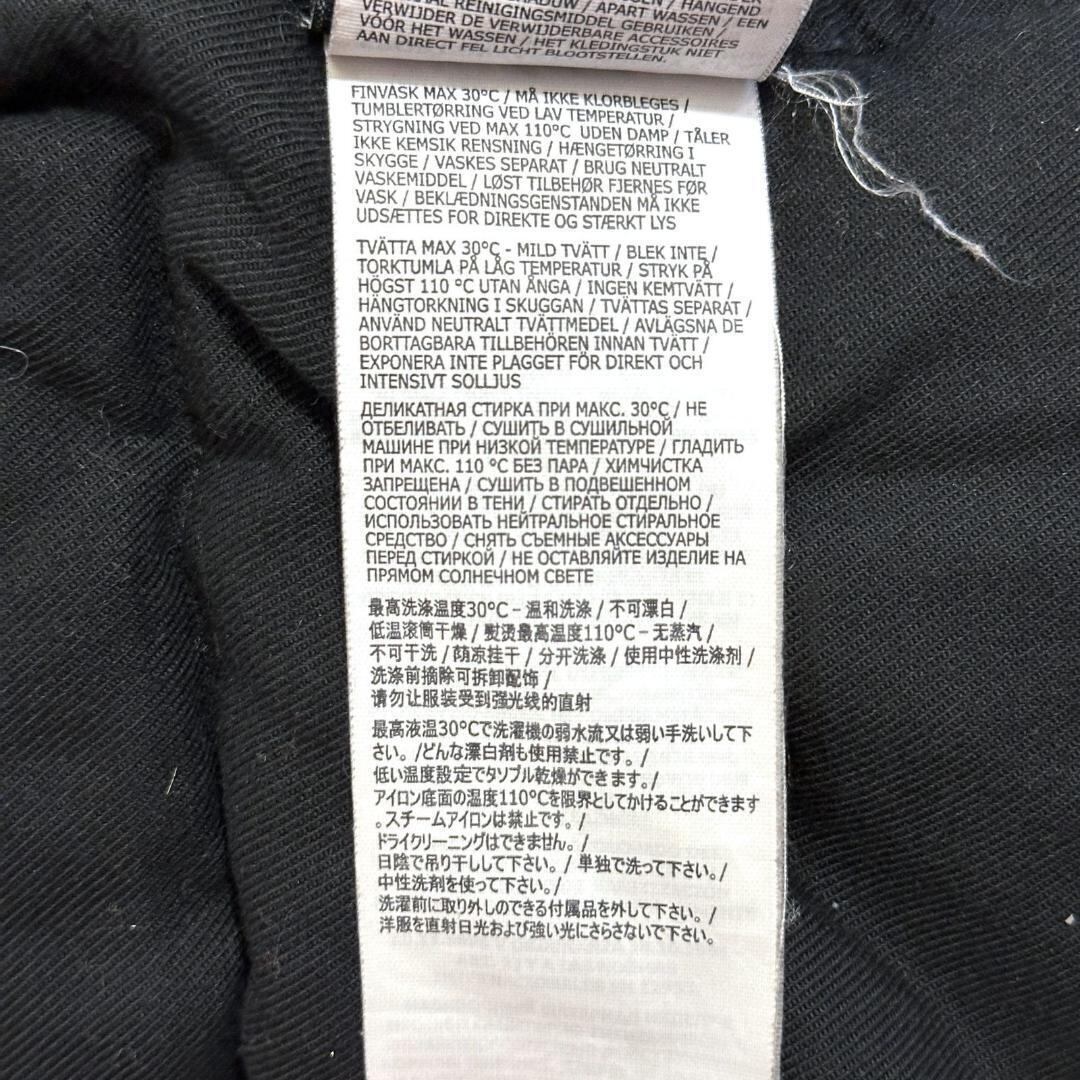 / APART WASSEN / EEN
REINIGINGSMIDDEL GEBRUIKEN /
VERWIJDER DE VERWIJDERBARE ACCESSOIRES
VÓÓR HET WASSEN / HET KLEDINGSTUK NIET
AAN DIRECT FEL LICHT BLOOTSTELLEN.
FINVASK MAX 30°C / MÅ IKKE KLORBLEGES /
TUMBLERTØRRING VED LAV TEMPERATUR /
STRYGNING VED MAX 110°C UDEN DAMP / TÅLER
IKKE KEMSIK RENSNING / HÆNGETØRRING I
SKYGGE / VASKES SEPARAT / BRUG NEUTRALT
VASKEMIDDEL / LØST TILBEHØR FJERNES FØR
VASK / BEKLÆDNINGSGENSTANDEN MÅ IKKE
UDSÆTTES FOR DIREKTE OG STÆRKT LYS
TVÄTTA MAX 30°C - MILD TVÄTT / BLEK INTE /
TORKTUMLA PÅ LÅG TEMPERATUR / STRYK PÅ
HÖGST 110 °C UTAN ÅNGA / INGEN KEMTVÄTT /
HÄNGTORKNING I SKUGGAN / TVÄTTAS SEPARAT /
ANVÄND NEUTRALT TVÄTTMEDEL / AVLÄGSNA DE
BORTTAGBARA TILLBEHÖREN INNAN TVÄTT /
EXPONERA INTE PLAGGET FÖR DIREKT OCH
INTENSIVT SOLLJUS
ДЕЛИКАТНАЯ СТИРКА ПРИ МАКС. 30°C / НЕ
ОТБЕЛИВАТЬ / СУШИТЬ В СУШИЛЬНОЙ
МАШИНЕ ПРИ НИЗКОЙ ТЕМПЕРАТУРЕ / ГЛАДИТЬ
ПРИ МАКС. 110 °C БЕЗ ПАРА / ХИМЧИСТКА
ЗАПРЕЩЕНА / СУШИТЬ В ПОДВЕШЕННОМ
СОСТОЯНИИ В ТЕНИ / СТИРАТЬ ОТДЕЛЬНО /
ИСПОЛЬЗОВАТЬ НЕЙТРАЛЬНОЕ СТИРАЛЬНОЕ
СРЕДСТВО / СНЯТЬ СЪЕМНЫЕ АКСЕССУАРЫ
ПЕРЕД СТИРКОЙ / НЕ ОСТАВЛЯЙТЕ ИЗДЕЛИЕ НА
ПРЯМОМ СОЛНЕЧНОМ СВЕТЕ
最高洗涤温度30°C – 温和洗涤 / 不可漂白 /
低温滚筒干燥 / 熨烫最高温度110°C – 无蒸汽 /
不可干洗 / 荫凉挂干 / 分开洗涤 / 使用中性洗涤剂 /
洗涤前摘除可拆卸配饰 /
请勿让服装受到强光线的直射
最高液温30°Cで洗濯機の弱水流又は弱い手洗いして下
さい。/どんな漂白剤も使用禁止です。/
低い温度設定でタソブル乾燥ができます。/
アイロン底面の温度110°Cを限界としてかけることができます
。スチームアイロンは禁止です。/
ドライクリーニングはできません。/
日陰で吊り干しして下さい。/ 単独で洗って下さい。/
中性洗剤を使って下さい。/
洗濯前に取り外しのできる付属品を外して下さい。/
洋服を直射日光および強い光にさらさないで下さい。